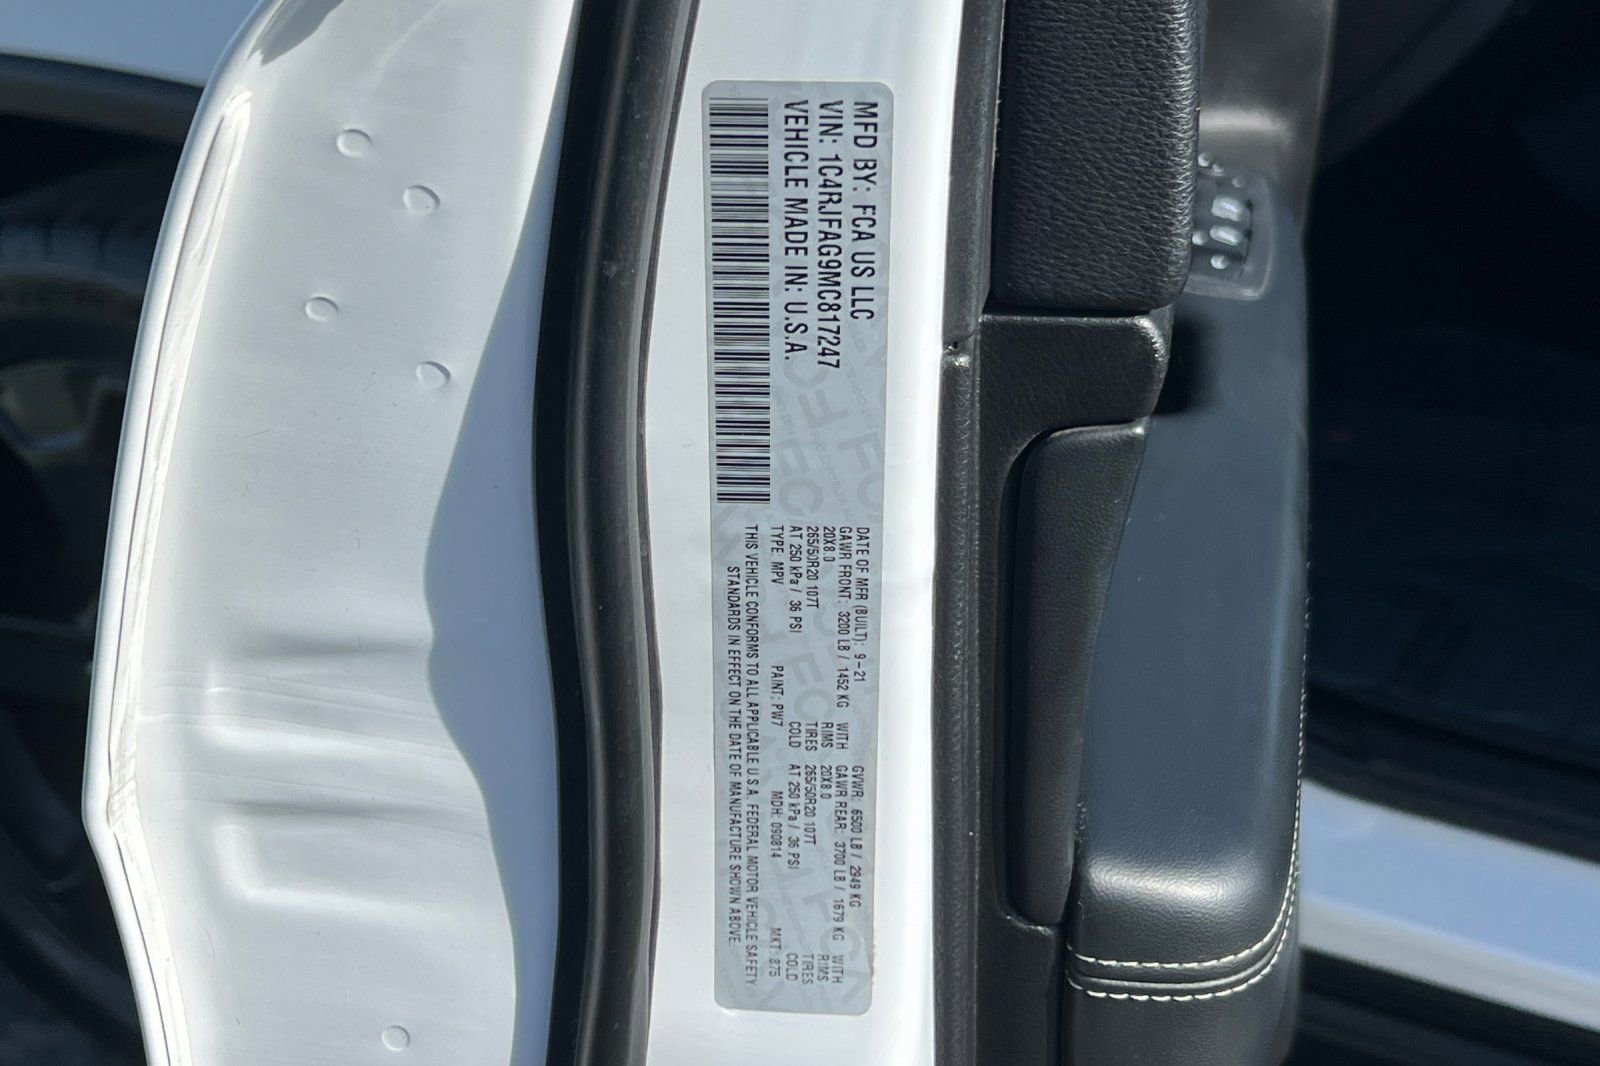 MFD BY: FCA US LLC
VIN: 1C4RJFAG9MC817247
VEHICLE MADE IN: U.S.A.
DATE OF MFR (BUILT): 9-21 GVWR: 6500 LB / 2949 KG
GAWR FRONT: 3200 LB / 1452 KG WITH GAWR REAR: 3700 LB / 1679 KG WITH
20X8.0 RIMS 20X8.0 RIMS
265/50R20 107T TIRES 265/50R20 107T TIRES
AT 250 kPa / 36 PSI COLD AT 250 kPa / 36 PSI COLD
TYPE: MPV PAINT: PW7 MDH: 090814 MKT: 875
THIS VEHICLE CONFORMS TO ALL APPLICABLE U.S.A. FEDERAL MOTOR VEHICLE SAFETY
STANDARDS IN EFFECT ON THE DATE OF MANUFACTURE SHOWN ABOVE.